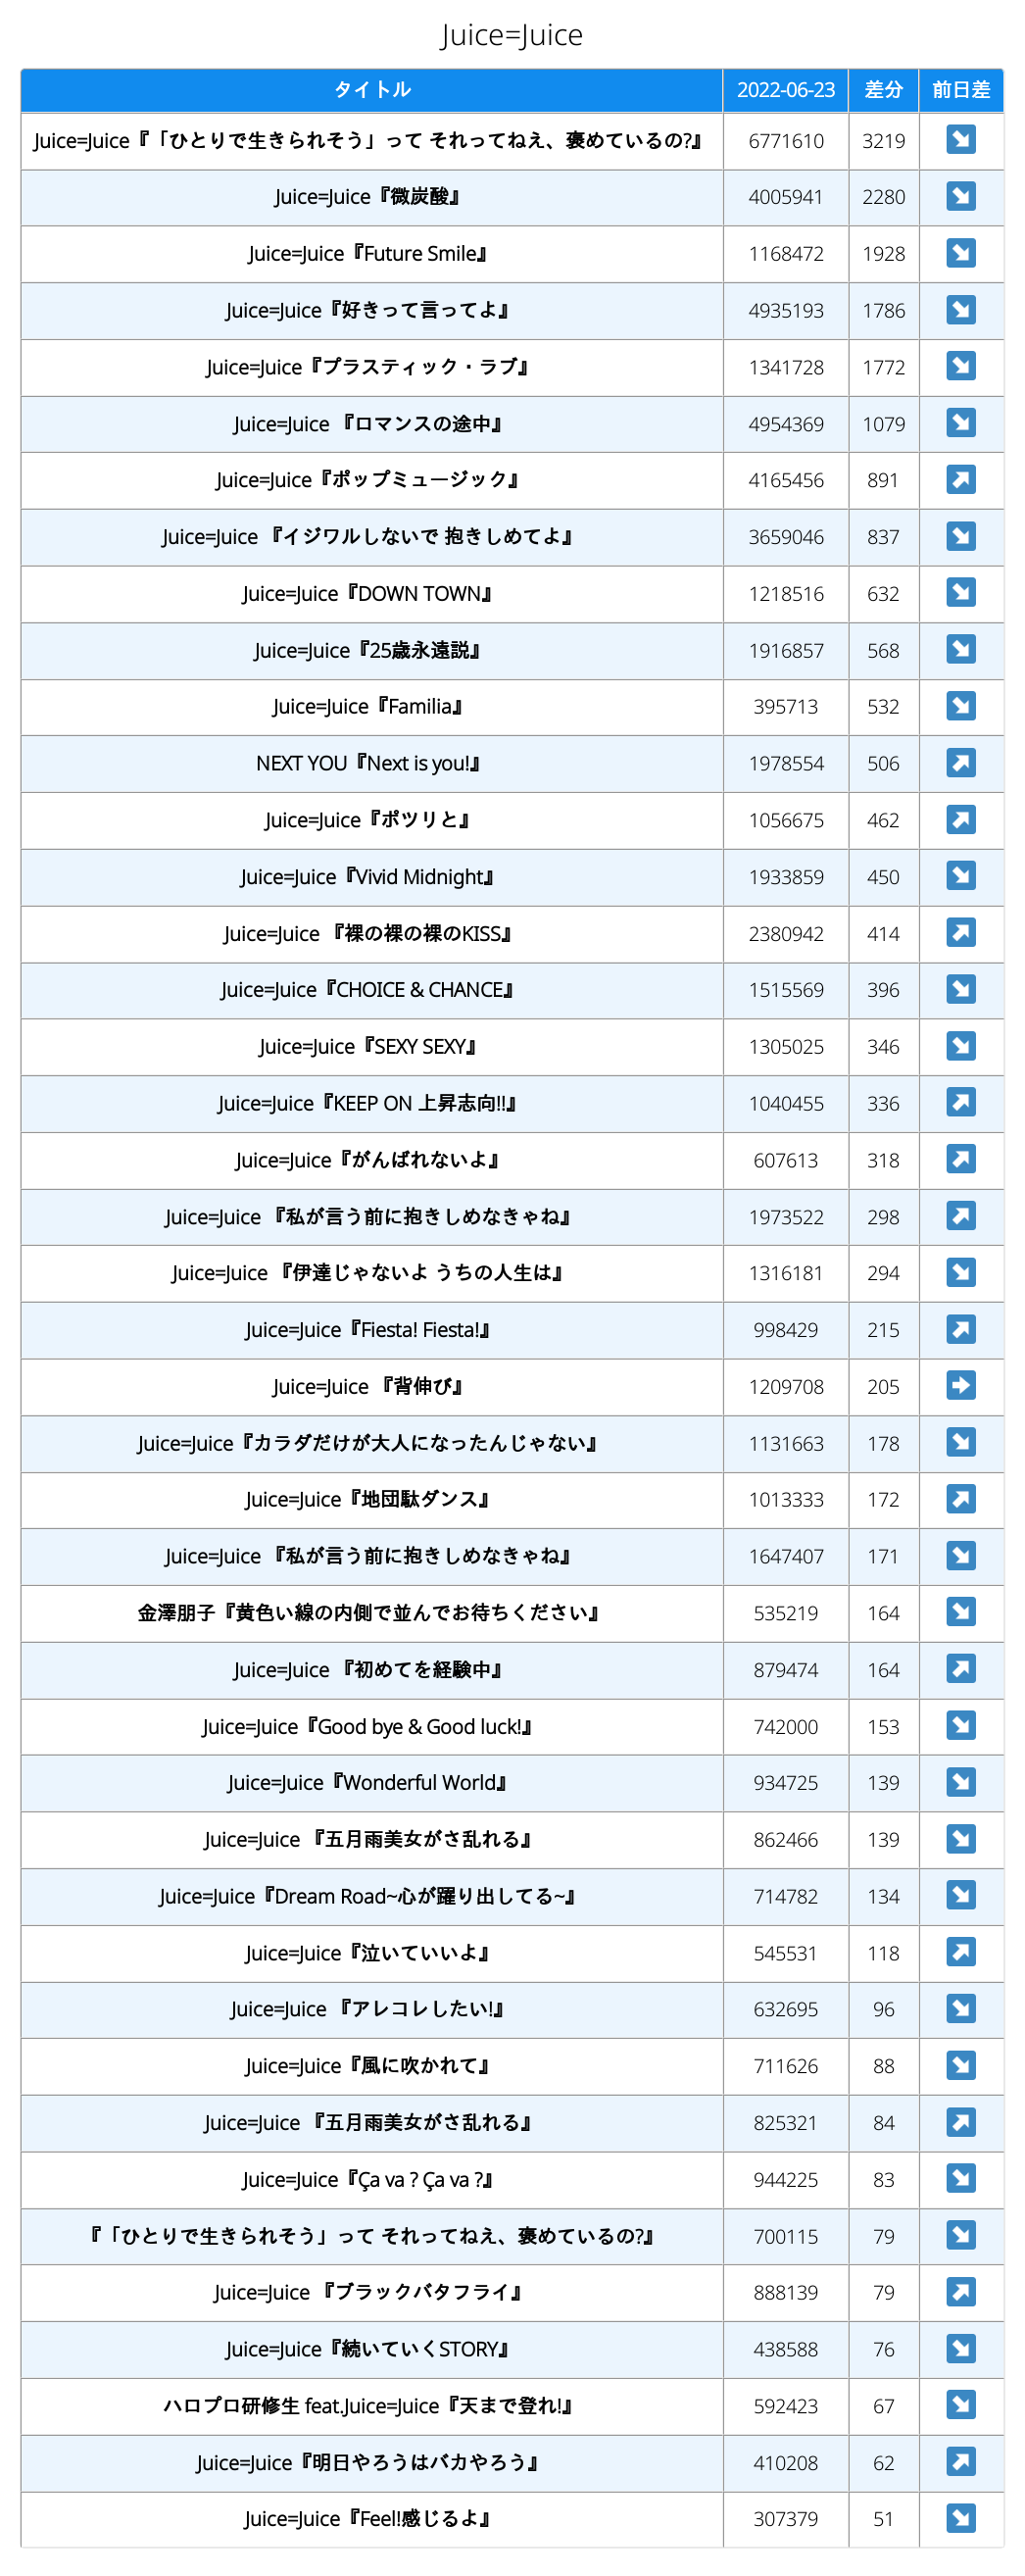 Juice=Juice
タイトル 2022-06-23 差分 前日差
Juice=Juice『「ひとりで生きられそう」って それってねえ、褒めているの?』 6771610 3219 ↘
Juice=Juice『微炭酸』 4005941 2280 ↘
Juice=Juice『Future Smile』 1168472 1928 ↘
Juice=Juice『好きって言ってよ』 4935193 1786 ↘
Juice=Juice『プラスティック・ラブ』 1341728 1772 ↘
Juice=Juice 『ロマンスの途中』 4954369 1079 ↘
Juice=Juice『ポップミュージック』 4165456 891 ↗
Juice=Juice 『イジワルしないで 抱きしめてよ』 3659046 837 ↘
Juice=Juice『DOWN TOWN』 1218516 632 ↘
Juice=Juice『25歳永遠説』 1916857 568 ↘
Juice=Juice『Familia』 395713 532 ↘
NEXT YOU『Next is you!』 1978554 506 ↗
Juice=Juice『ポツリと』 1056675 462 ↗
Juice=Juice『Vivid Midnight』 1933859 450 ↘
Juice=Juice 『裸の裸の裸のKISS』 2380942 414 ↗
Juice=Juice『CHOICE & CHANCE』 1515569 396 ↘
Juice=Juice『SEXY SEXY』 1305025 346 ↘
Juice=Juice『KEEP ON 上昇志向!!』 1040455 336 ↗
Juice=Juice『がんばれないよ』 607613 318 ↗
Juice=Juice 『私が言う前に抱きしめなきゃね』 1973522 298 ↗
Juice=Juice 『伊達じゃないよ うちの人生は』 1316181 294 ↘
Juice=Juice『Fiesta! Fiesta!』 998429 215 ↗
Juice=Juice 『背伸び』 1209708 205 ➡
Juice=Juice『カラダだけが大人になったんじゃない』 1131663 178 ↘
Juice=Juice『地団駄ダンス』 1013333 172 ↗
Juice=Juice 『私が言う前に抱きしめなきゃね』 1647407 171 ↘
金澤朋子『黄色い線の内側で並んでお待ちください』 535219 164 ↘
Juice=Juice 『初めてを経験中』 879474 164 ↗
Juice=Juice『Good bye & Good luck!』 742000 153 ↘
Juice=Juice『Wonderful World』 934725 139 ↘
Juice=Juice 『五月雨美女がさ乱れる』 862466 139 ↘
Juice=Juice『Dream Road~心が躍り出してる~』 714782 134 ↘
Juice=Juice『泣いていいよ』 545531 118 ↗
Juice=Juice 『アレコレしたい!』 632695 96 ↘
Juice=Juice『風に吹かれて』 711626 88 ↘
Juice=Juice 『五月雨美女がさ乱れる』 825321 84 ↗
Juice=Juice『Ça va ? Ça va ?』 944225 83 ↘
『「ひとりで生きられそう」って それってねえ、褒めているの?』 700115 79 ↘
Juice=Juice 『ブラックバタフライ』 888139 79 ↗
Juice=Juice『続いていくSTORY』 438588 76 ↘
ハロプロ研修生 feat.Juice=Juice『天まで登れ!』 592423 67 ↘
Juice=Juice『明日やろうはバカやろう』 410208 62 ↗
Juice=Juice『Feel!感じるよ』 307379 51 ↘